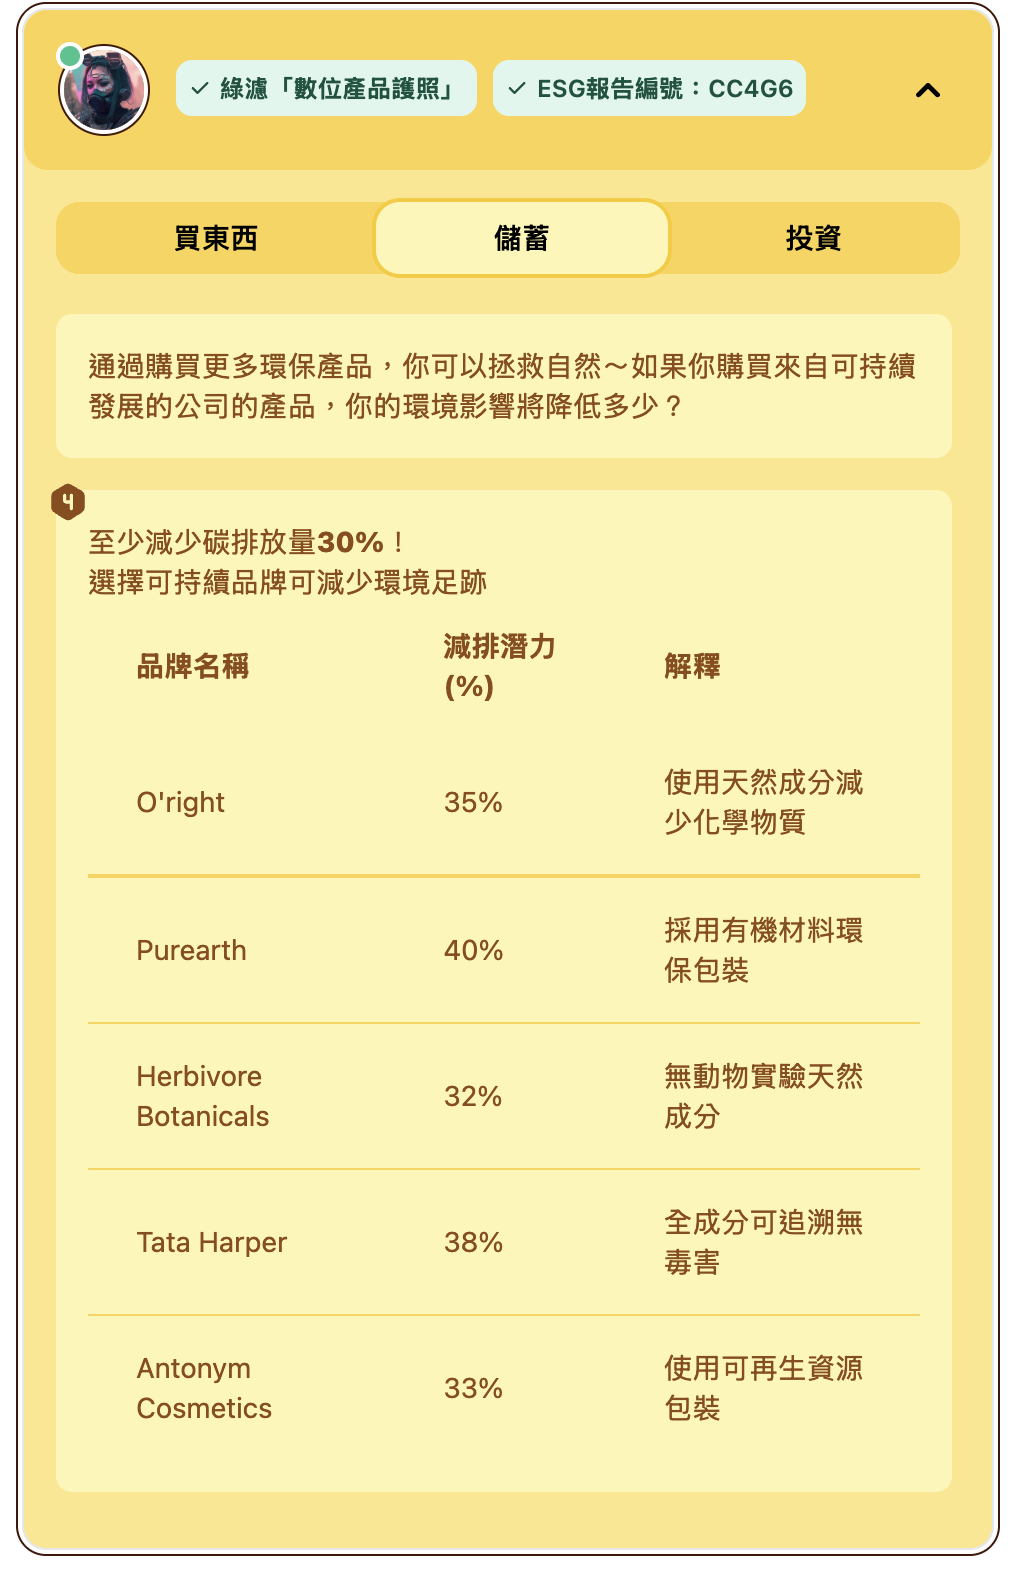 綠濾「數位產品護照」
ESG報告編號：CC4G6
買東西
儲蓄
投資
通過購買更多環保產品，你可以拯救自然～如果你購買來自可持續
發展的公司的產品，你的環境影響將降低多少？
4
至少減少碳排放量30%！
選擇可持續品牌可減少環境足跡
品牌名稱
減排潛力
(%)
解釋
O'right
35%
使用天然成分減
少化學物質
Purearth
40%
採用有機材料環
保包裝
Herbivore
Botanicals
32%
無動物實驗天然
成分
Tata Harper
38%
全成分可追溯無
毒害
Antonym
Cosmetics
33%
使用可再生資源
包裝